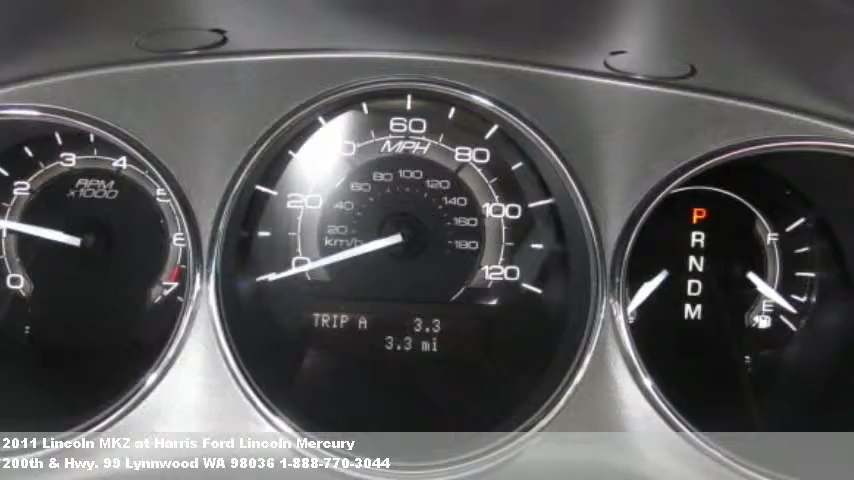 0
2
3
4
5
6
7
RPM
x1000
0
20
60
80
100
120
MPH
20
40
60
80
100
120
140
160
180
km/h
TRIP A 3.3
3.3 mi
P
R
N
D
M
F
E
2011 Lincoln MKZ at Harris Ford Lincoln Mercury
200th & Hwy. 99 Lynnwood WA 98036 1-888-770-3044